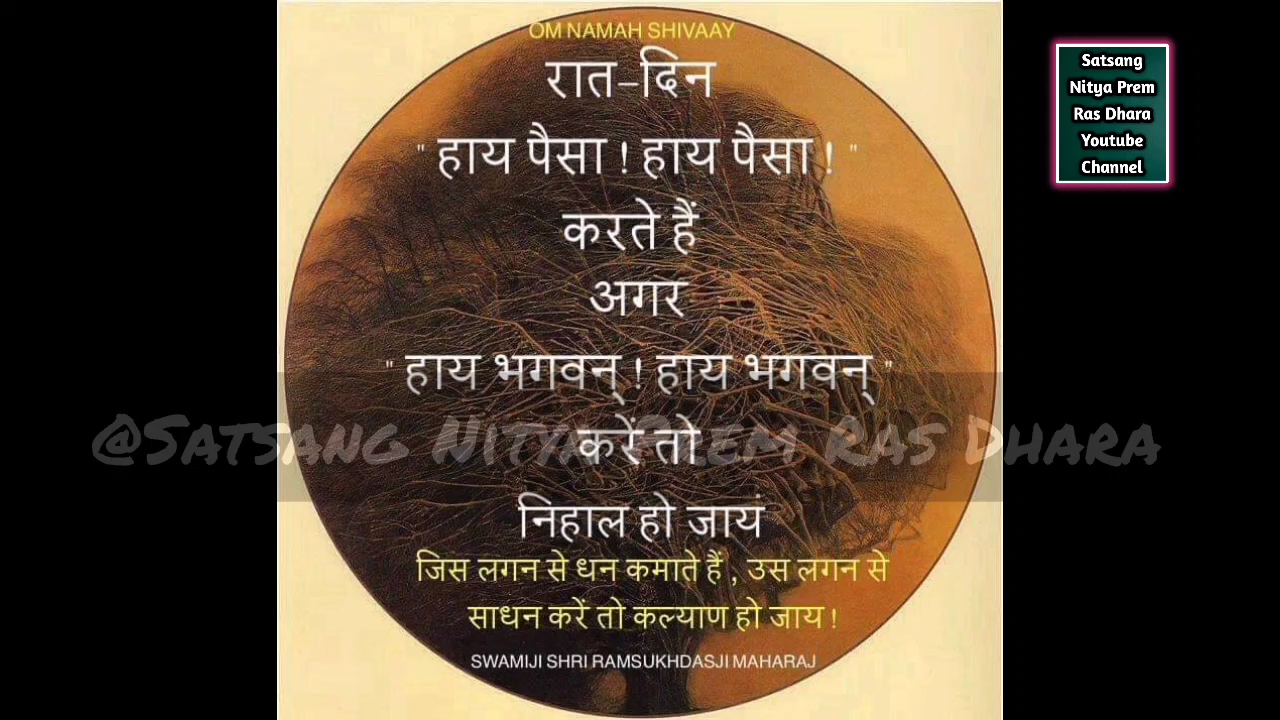 OM NAMAH SHIVAAY
रात–दिन
" हाय पैसा ! हाय पैसा ! "
करते हैं
अगर
" हाय भगवन् ! हाय भगवन् "
करें तो
निहाल हो जायं
जिस लगन से धन कमाते हैं , उस लगन से
साधन करें तो कल्याण हो जाय !
SWAMIJI SHRI RAMSUKHDASJI MAHARAJ
@Satsang Nitya Prem Ras Dhara
Satsang
Nitya Prem
Ras Dhara
Youtube
Channel